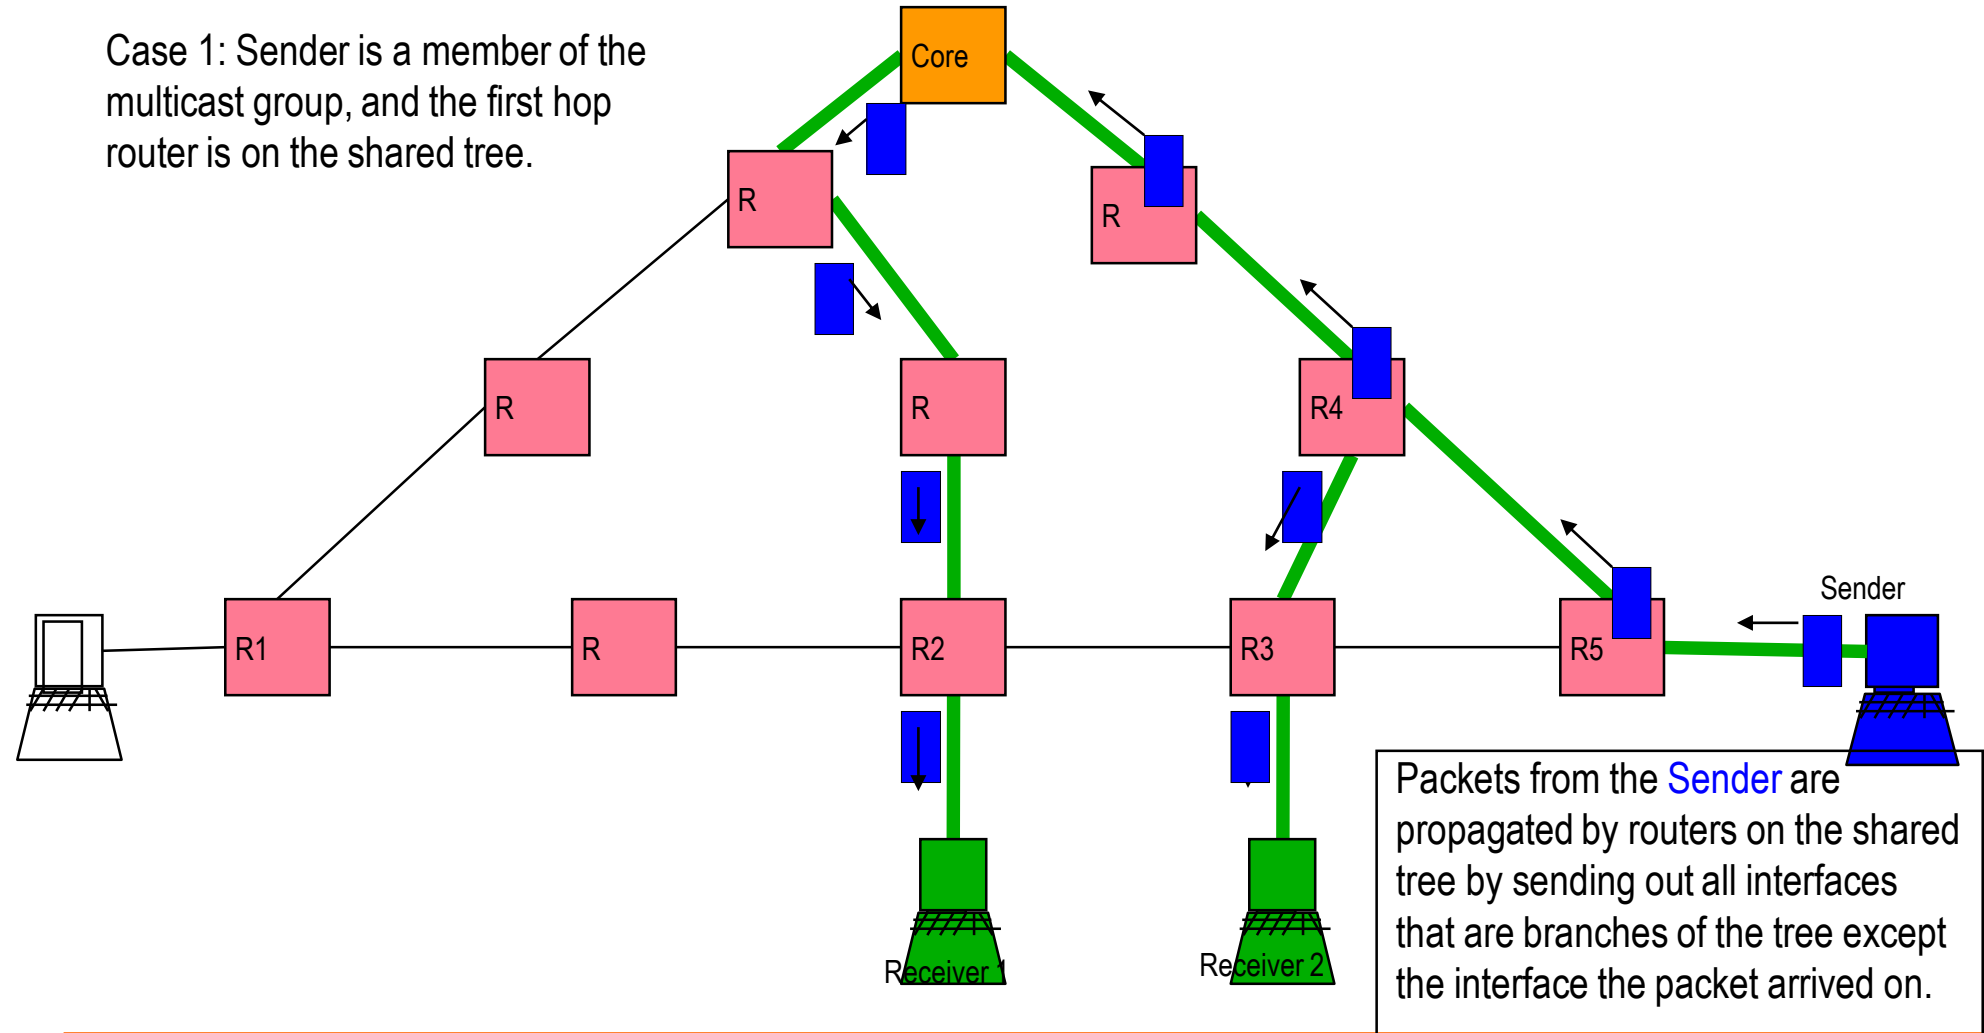 Case 1: Sender is a member of the
multicast group, and the first hop
router is on the shared tree.
Core
R
R
R
R
R4
Sender
R1
R
R2
R3
R5
Receiver 1
Receiver 2
Packets from the Sender are
propagated by routers on the shared
tree by sending out all interfaces
that are branches of the tree except
the interface the packet arrived on.